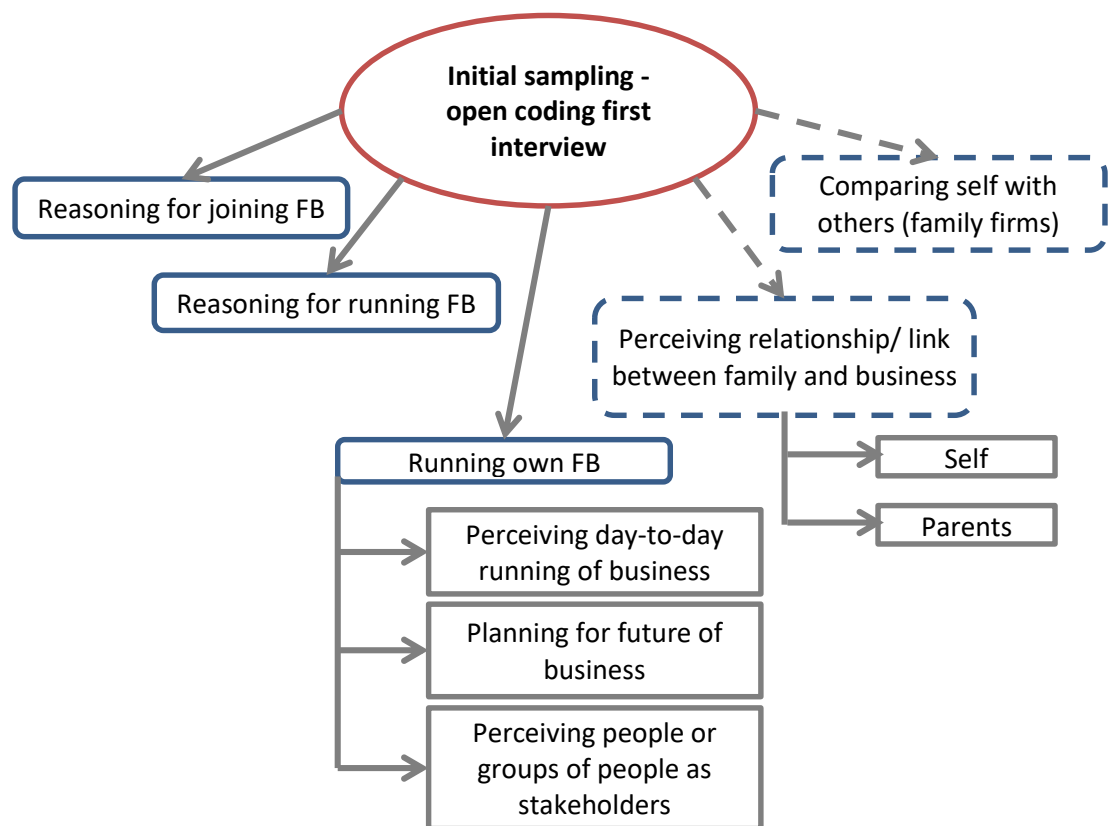 Initial sampling -
open coding first
interview
Comparing self with
others (family firms)
Reasoning for joining FB
Reasoning for running FB
Perceiving relationship/ link
between family and business
Running own FB
Self
Parents
Perceiving day-to-day
running of business
Planning for future of
business
Perceiving people or
groups of people as
stakeholders